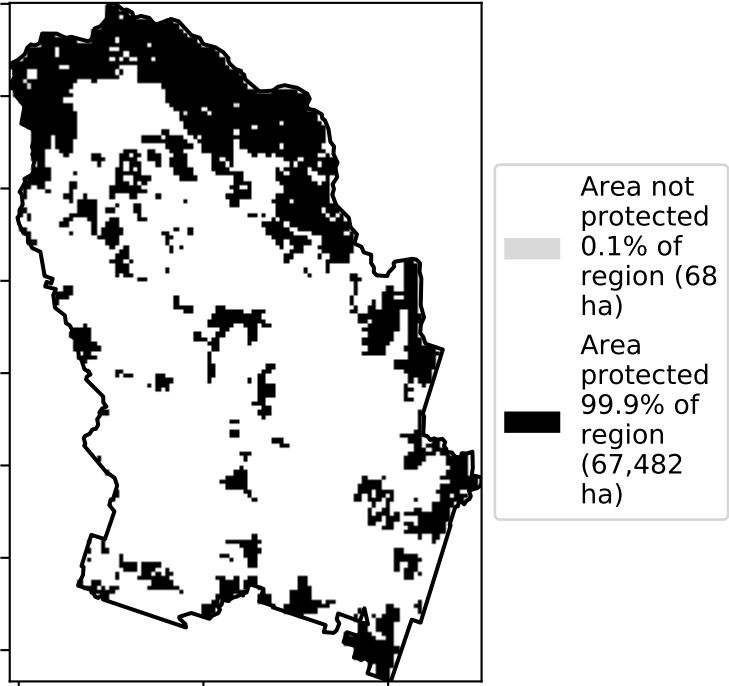 Area not
protected
0.1% of
region (68
ha)
Area
protected
99.9% of
region
(67,482
ha)